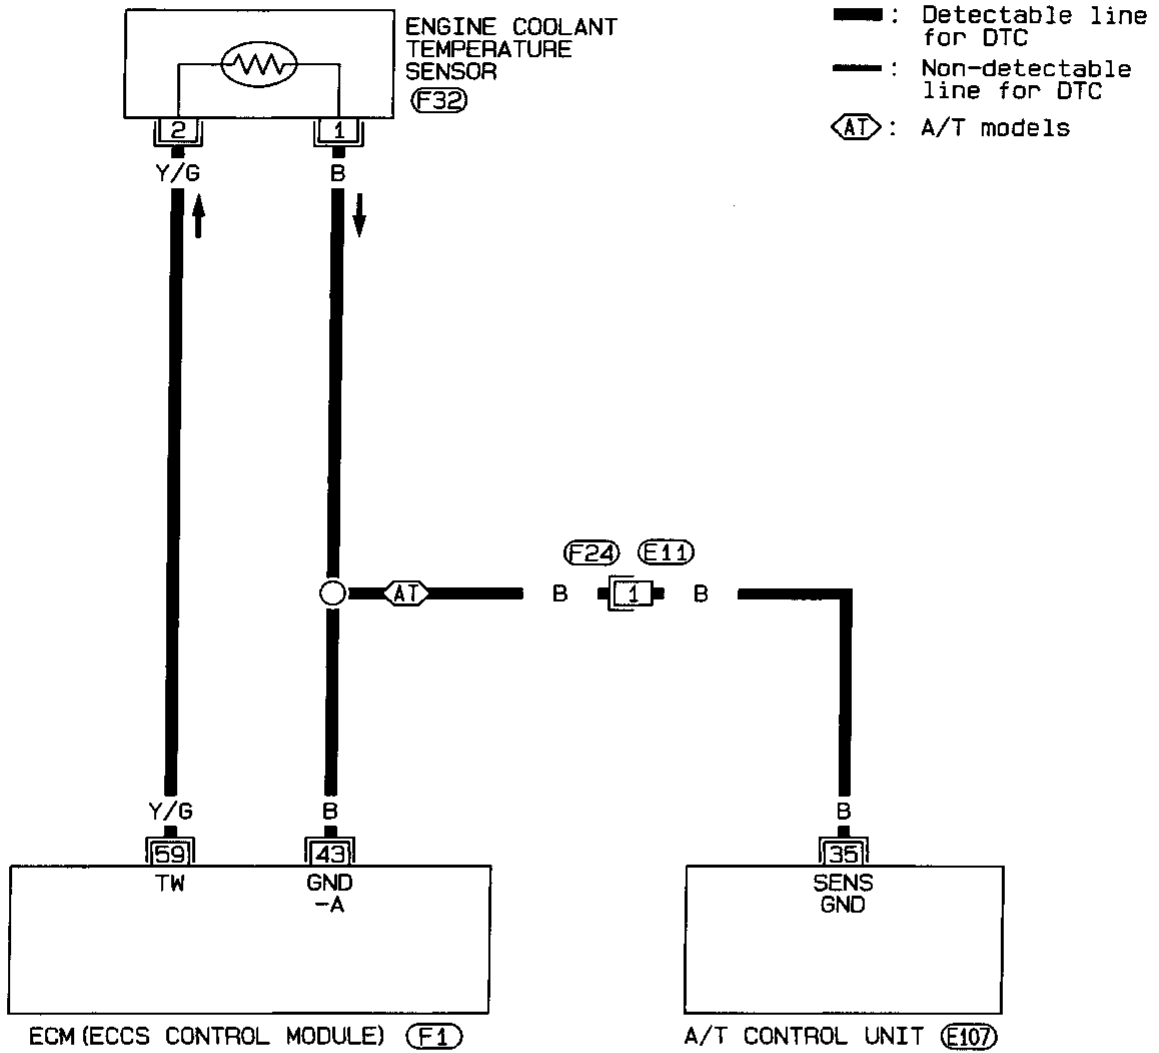 ENGINE COOLANT
TEMPERATURE
SENSOR
F32
: Detectable line
for DTC
: Non-detectable
line for DTC
AT : A/T models
2
1
Y/G
B
F24
E11
AT
B
1
B
Y/G
B
B
59
43
35
TW
GND
-A
SENS
GND
ECM (ECCS CONTROL MODULE) F1
A/T CONTROL UNIT E107